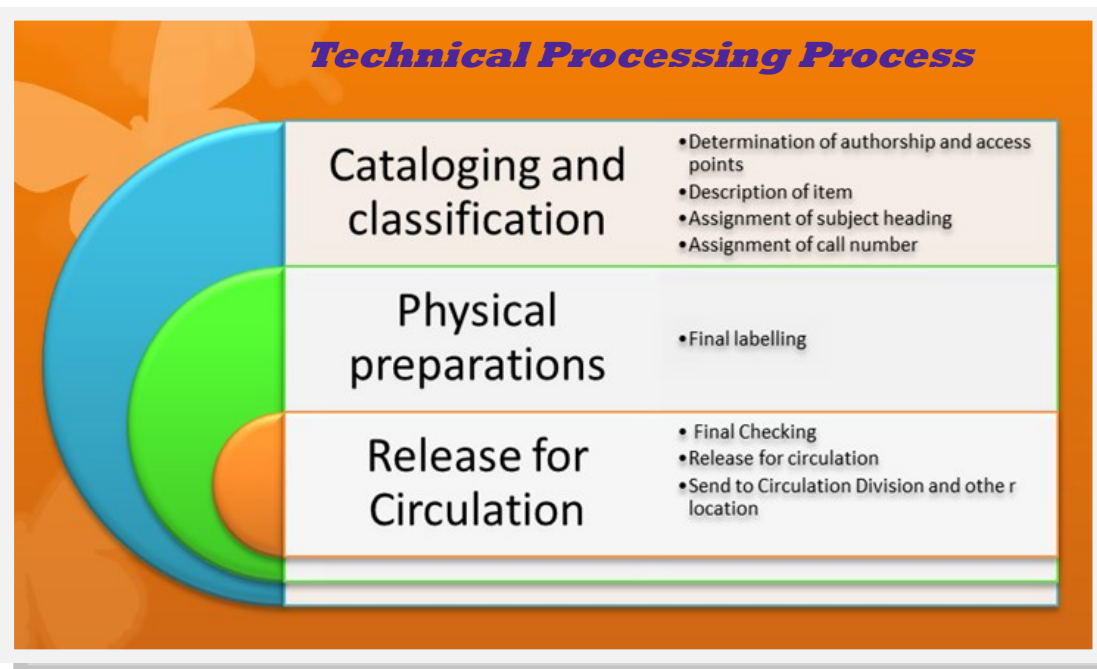 Technical Processing Process
Cataloging and
classification
•Determination of authorship and access
points
•Description of item
•Assignment of subject heading
•Assignment of call number
Physical
preparations
•Final labelling
Release for
Circulation
• Final Checking
•Release for circulation
•Send to Circulation Division and othe r
location